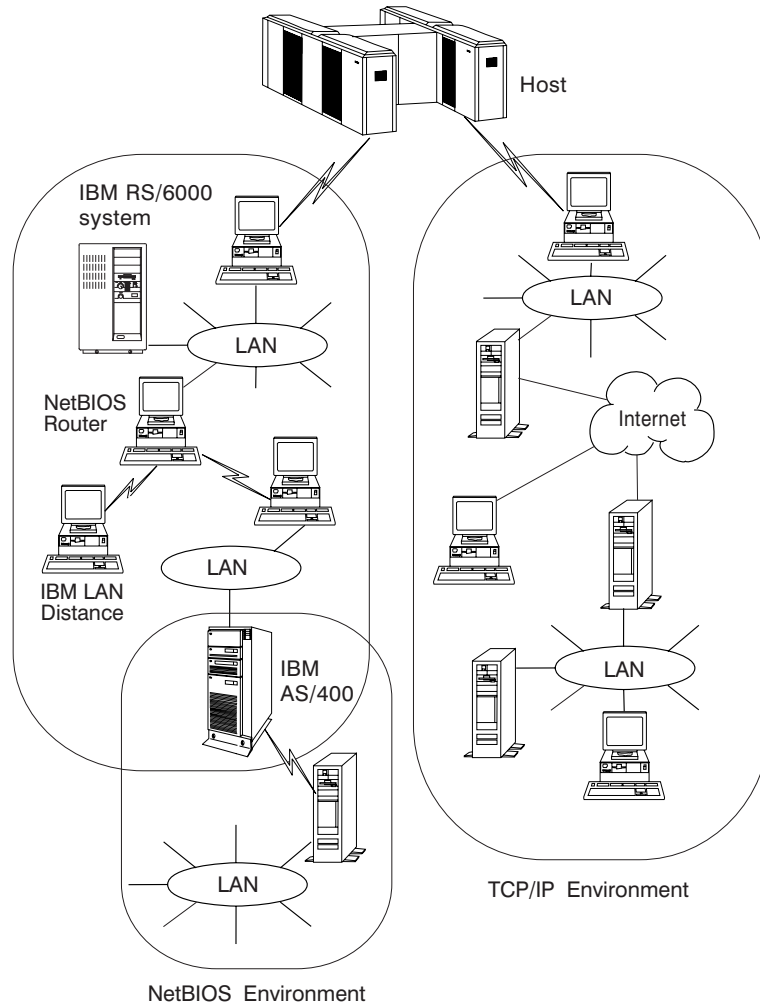 Host
IBM RS/6000
system
LAN
LAN
NetBIOS
Router
Internet
IBM LAN
Distance
LAN
IBM
AS/400
LAN
LAN
TCP/IP Environment
NetBIOS Environment